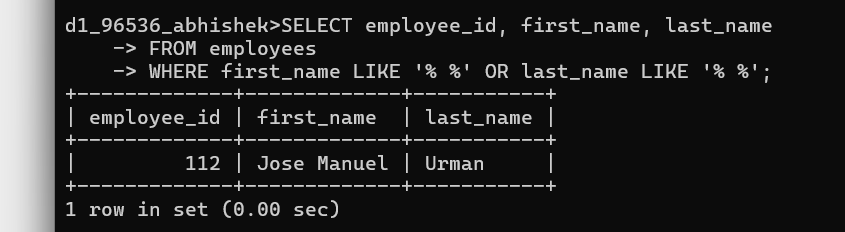 d1_96536_abhishek>SELECT employee_id, first_name, last_name
    -> FROM employees
    -> WHERE first_name LIKE '% %' OR last_name LIKE '% %';
+-------------+-------------+-----------+
| employee_id | first_name  | last_name |
+-------------+-------------+-----------+
|         112 | Jose Manuel | Urman     |
+-------------+-------------+-----------+
1 row in set (0.00 sec)